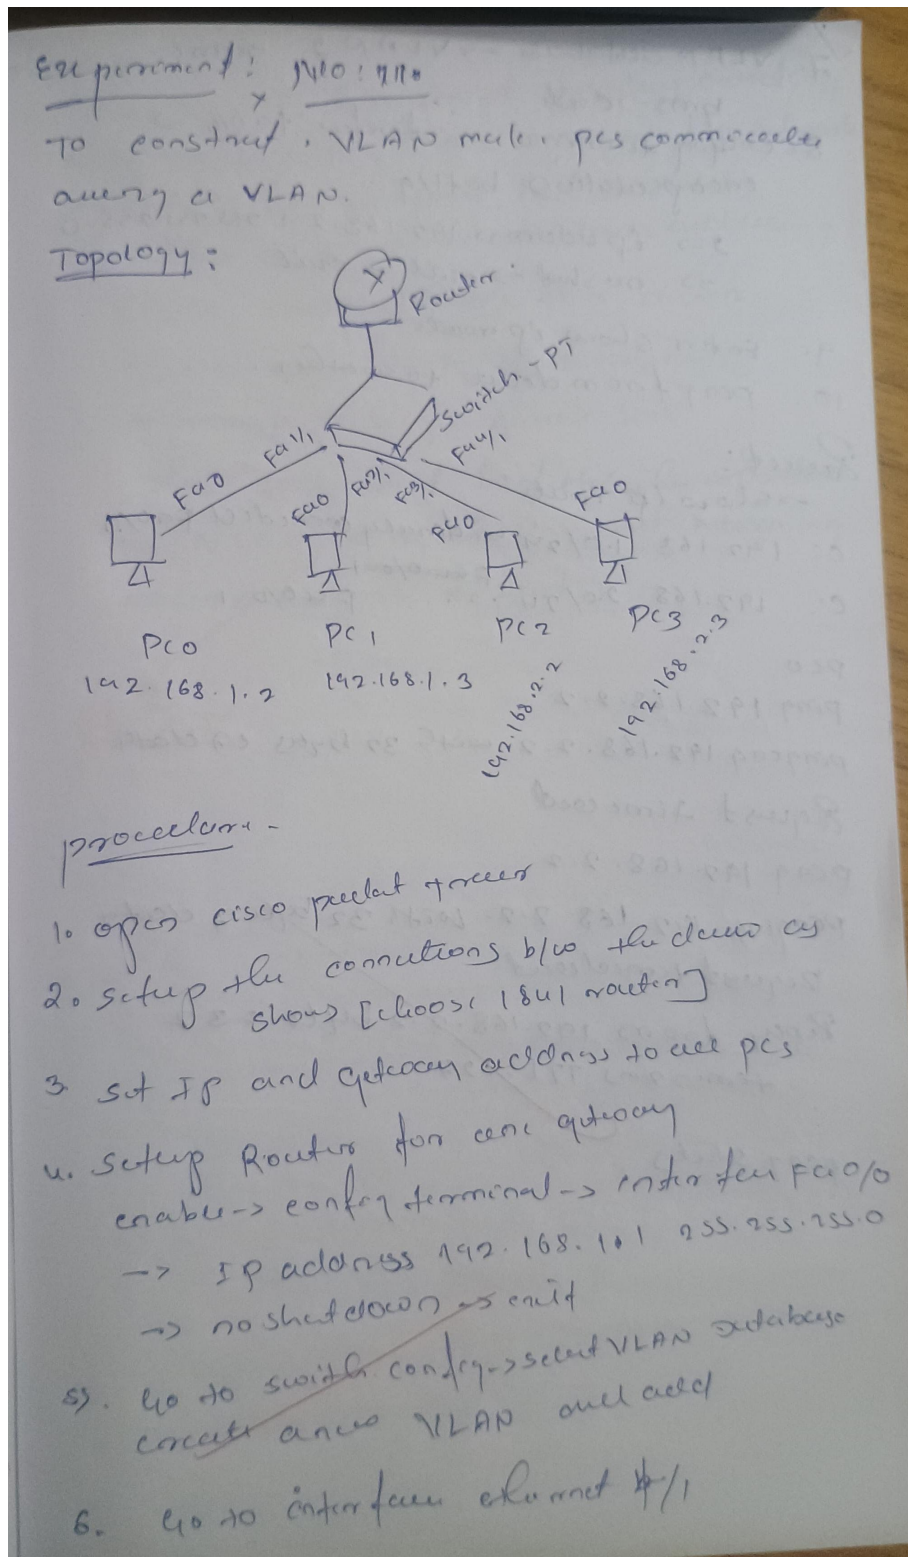 Experiment: No:
To construct VLAN make pcs communicate
among a VLAN.
Topology:
Router
Switch-PT
Fa1/1
Fa2/1
Fa3/1
Fa4/1
Fa0
Fa0
Fa0
Fa0
PC0
PC1
PC2
PC3
192.168.1.2
192.168.1.3
192.168.2.2
192.168.2.3
procedure -
1. open cisco packet tracer
2. setup the connections b/w the devices as
shows [choose 1841 router]
3. set IP and gateway address to all pcs
4. Setup Router for one gateway
enable -> config terminal -> interface Fa0/0
-> IP address 192.168.1.1 255.255.255.0
-> no shutdown -> exit
5). Go to switch config -> select VLAN database
create a new VLAN and add
6. Go to interface ethernet /1